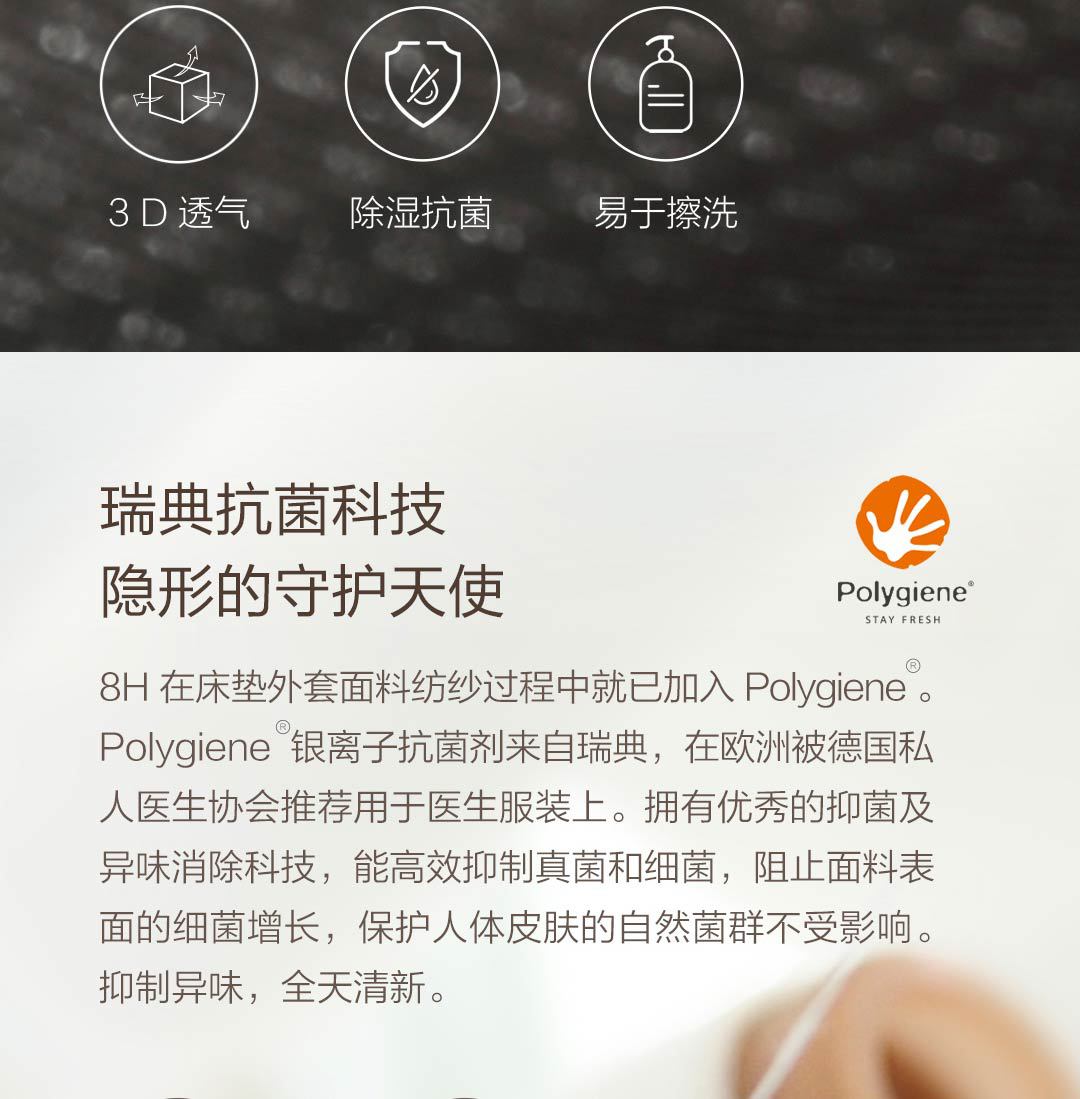 3D透气
除湿抗菌
易于擦洗
瑞典抗菌科技
隐形的守护天使
Polygiene®
STAY FRESH
8H 在床垫外套面料纺纱过程中就已加入 Polygiene®。
Polygiene®银离子抗菌剂来自瑞典，在欧洲被德国私
人医生协会推荐用于医生服装上。拥有优秀的抑菌及
异味消除科技，能高效抑制真菌和细菌，阻止面料表
面的细菌增长，保护人体皮肤的自然菌群不受影响。
抑制异味，全天清新。